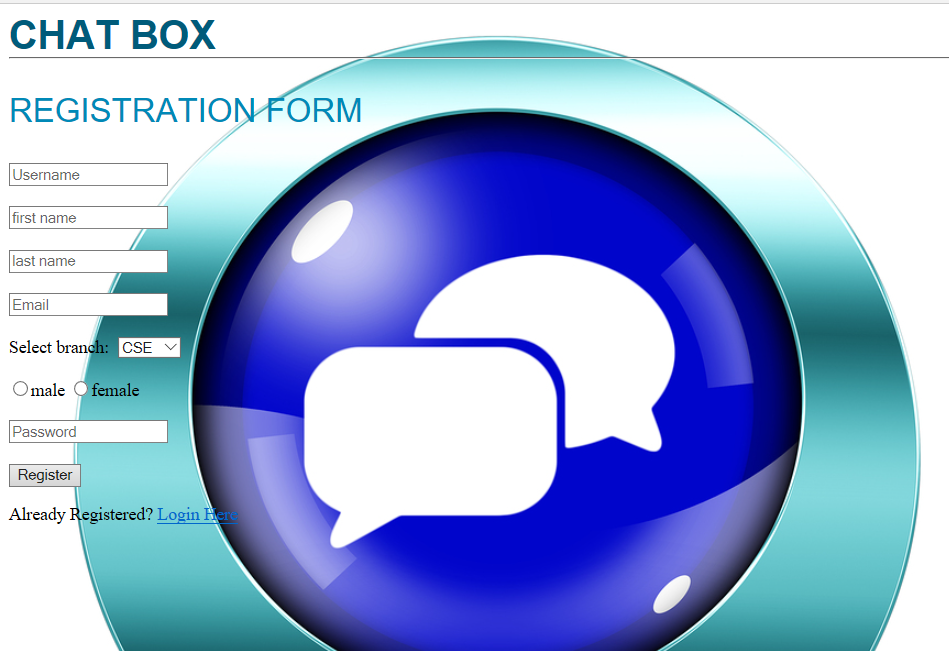 CHAT BOX
REGISTRATION FORM
Username
first name
last name
Email
Select branch: CSE
male female
Password
Register
Already Registered? Login Here